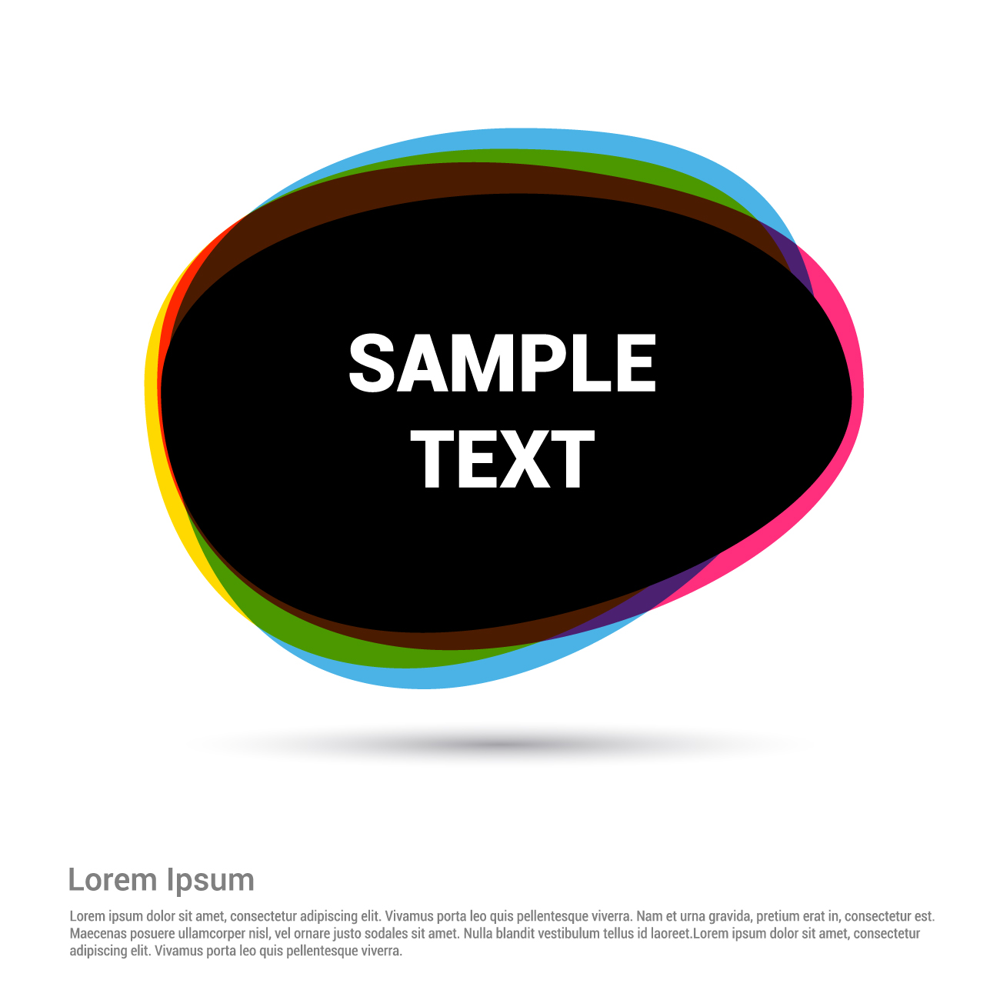 SAMPLE
TEXT
Lorem Ipsum
Lorem ipsum dolor sit amet, consectetur adipiscing elit. Vivamus porta leo quis pellentesque viverra. Nam et urna gravida, pretium erat in, consectetur est.
Maecenas posuere ullamcorper nisl, vel ornare justo sodales sit amet. Nulla blandit vestibulum tellus id laoreet.Lorem ipsum dolor sit amet, consectetur
adipiscing elit. Vivamus porta leo quis pellentesque viverra.